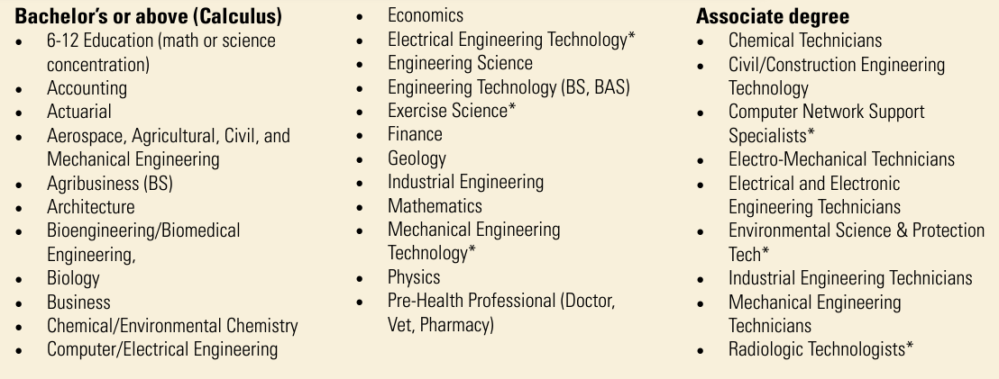 Bachelor's or above (Calculus)
• 6-12 Education (math or science
concentration)
• Accounting
• Actuarial
• Aerospace, Agricultural, Civil, and
Mechanical Engineering
• Agribusiness (BS)
• Architecture
• Bioengineering/Biomedical
Engineering,
• Biology
• Business
• Chemical/Environmental Chemistry
• Computer/Electrical Engineering
• Economics
• Electrical Engineering Technology*
• Engineering Science
• Engineering Technology (BS, BAS)
• Exercise Science*
• Finance
• Geology
• Industrial Engineering
• Mathematics
• Mechanical Engineering
Technology*
• Physics
• Pre-Health Professional (Doctor,
Vet, Pharmacy)
Associate degree
• Chemical Technicians
• Civil/Construction Engineering
Technology
• Computer Network Support
Specialists*
• Electro-Mechanical Technicians
• Electrical and Electronic
Engineering Technicians
• Environmental Science & Protection
Tech*
• Industrial Engineering Technicians
• Mechanical Engineering
Technicians
• Radiologic Technologists*